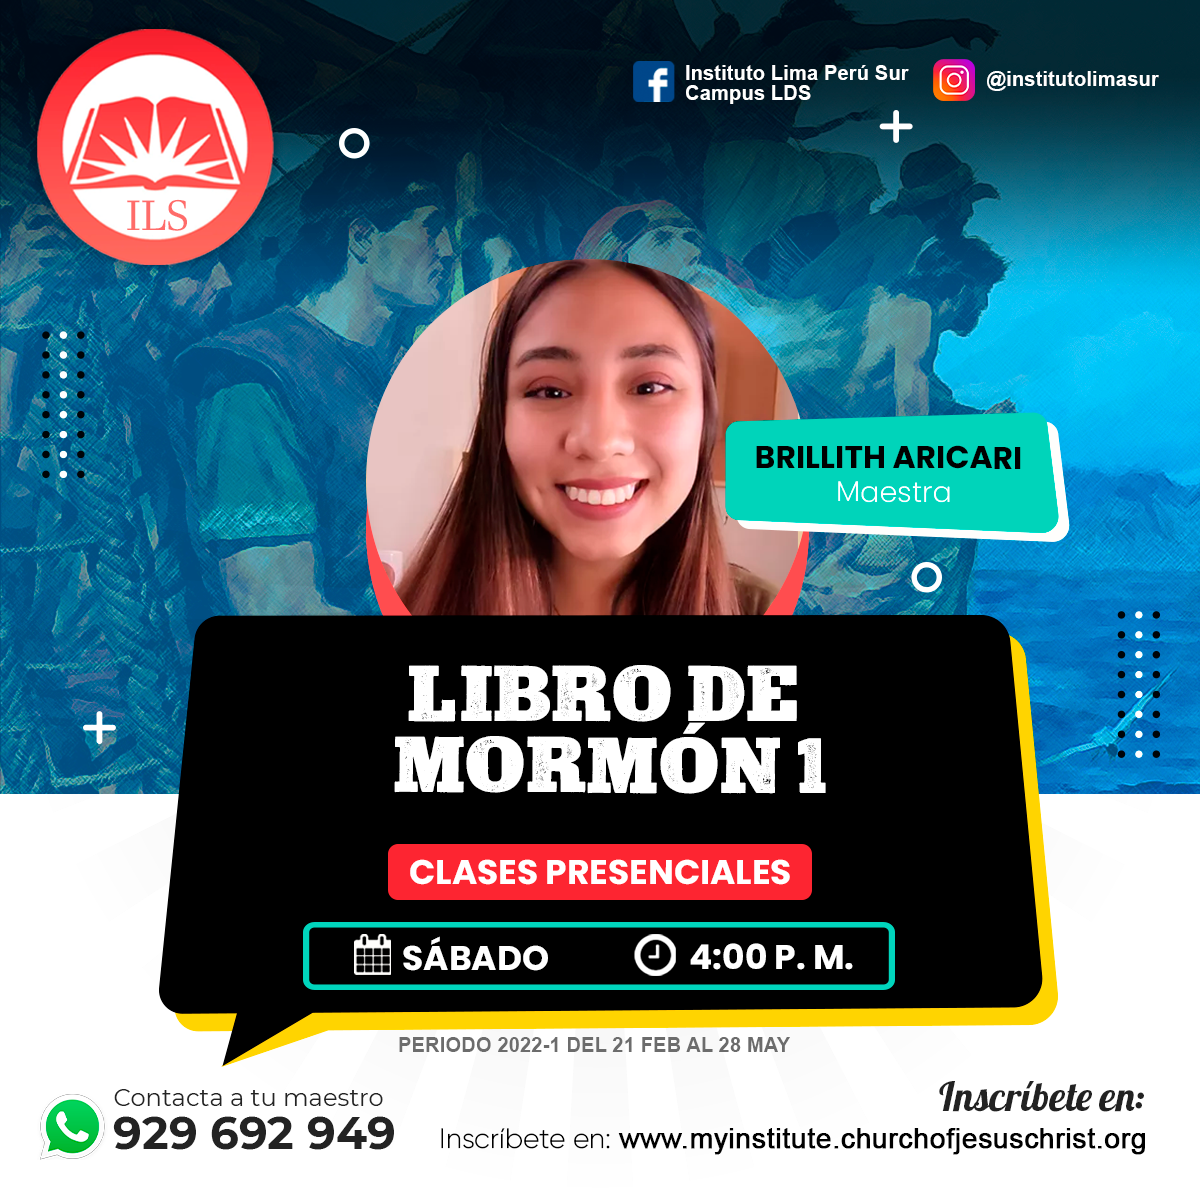 ILS
Instituto Lima Perú Sur
Campus LDS
@institutolimasur
BRILLITH ARICARI
Maestra
LIBRO DE
MORMÓN 1
CLASES PRESENCIALES
SÁBADO
4:00 P. M.
PERIODO 2022-1 DEL 21 FEB AL 28 MAY
Contacta a tu maestro
929 692 949
Inscríbete en:
Inscríbete en: www.myinstitute.churchofjesuschrist.org